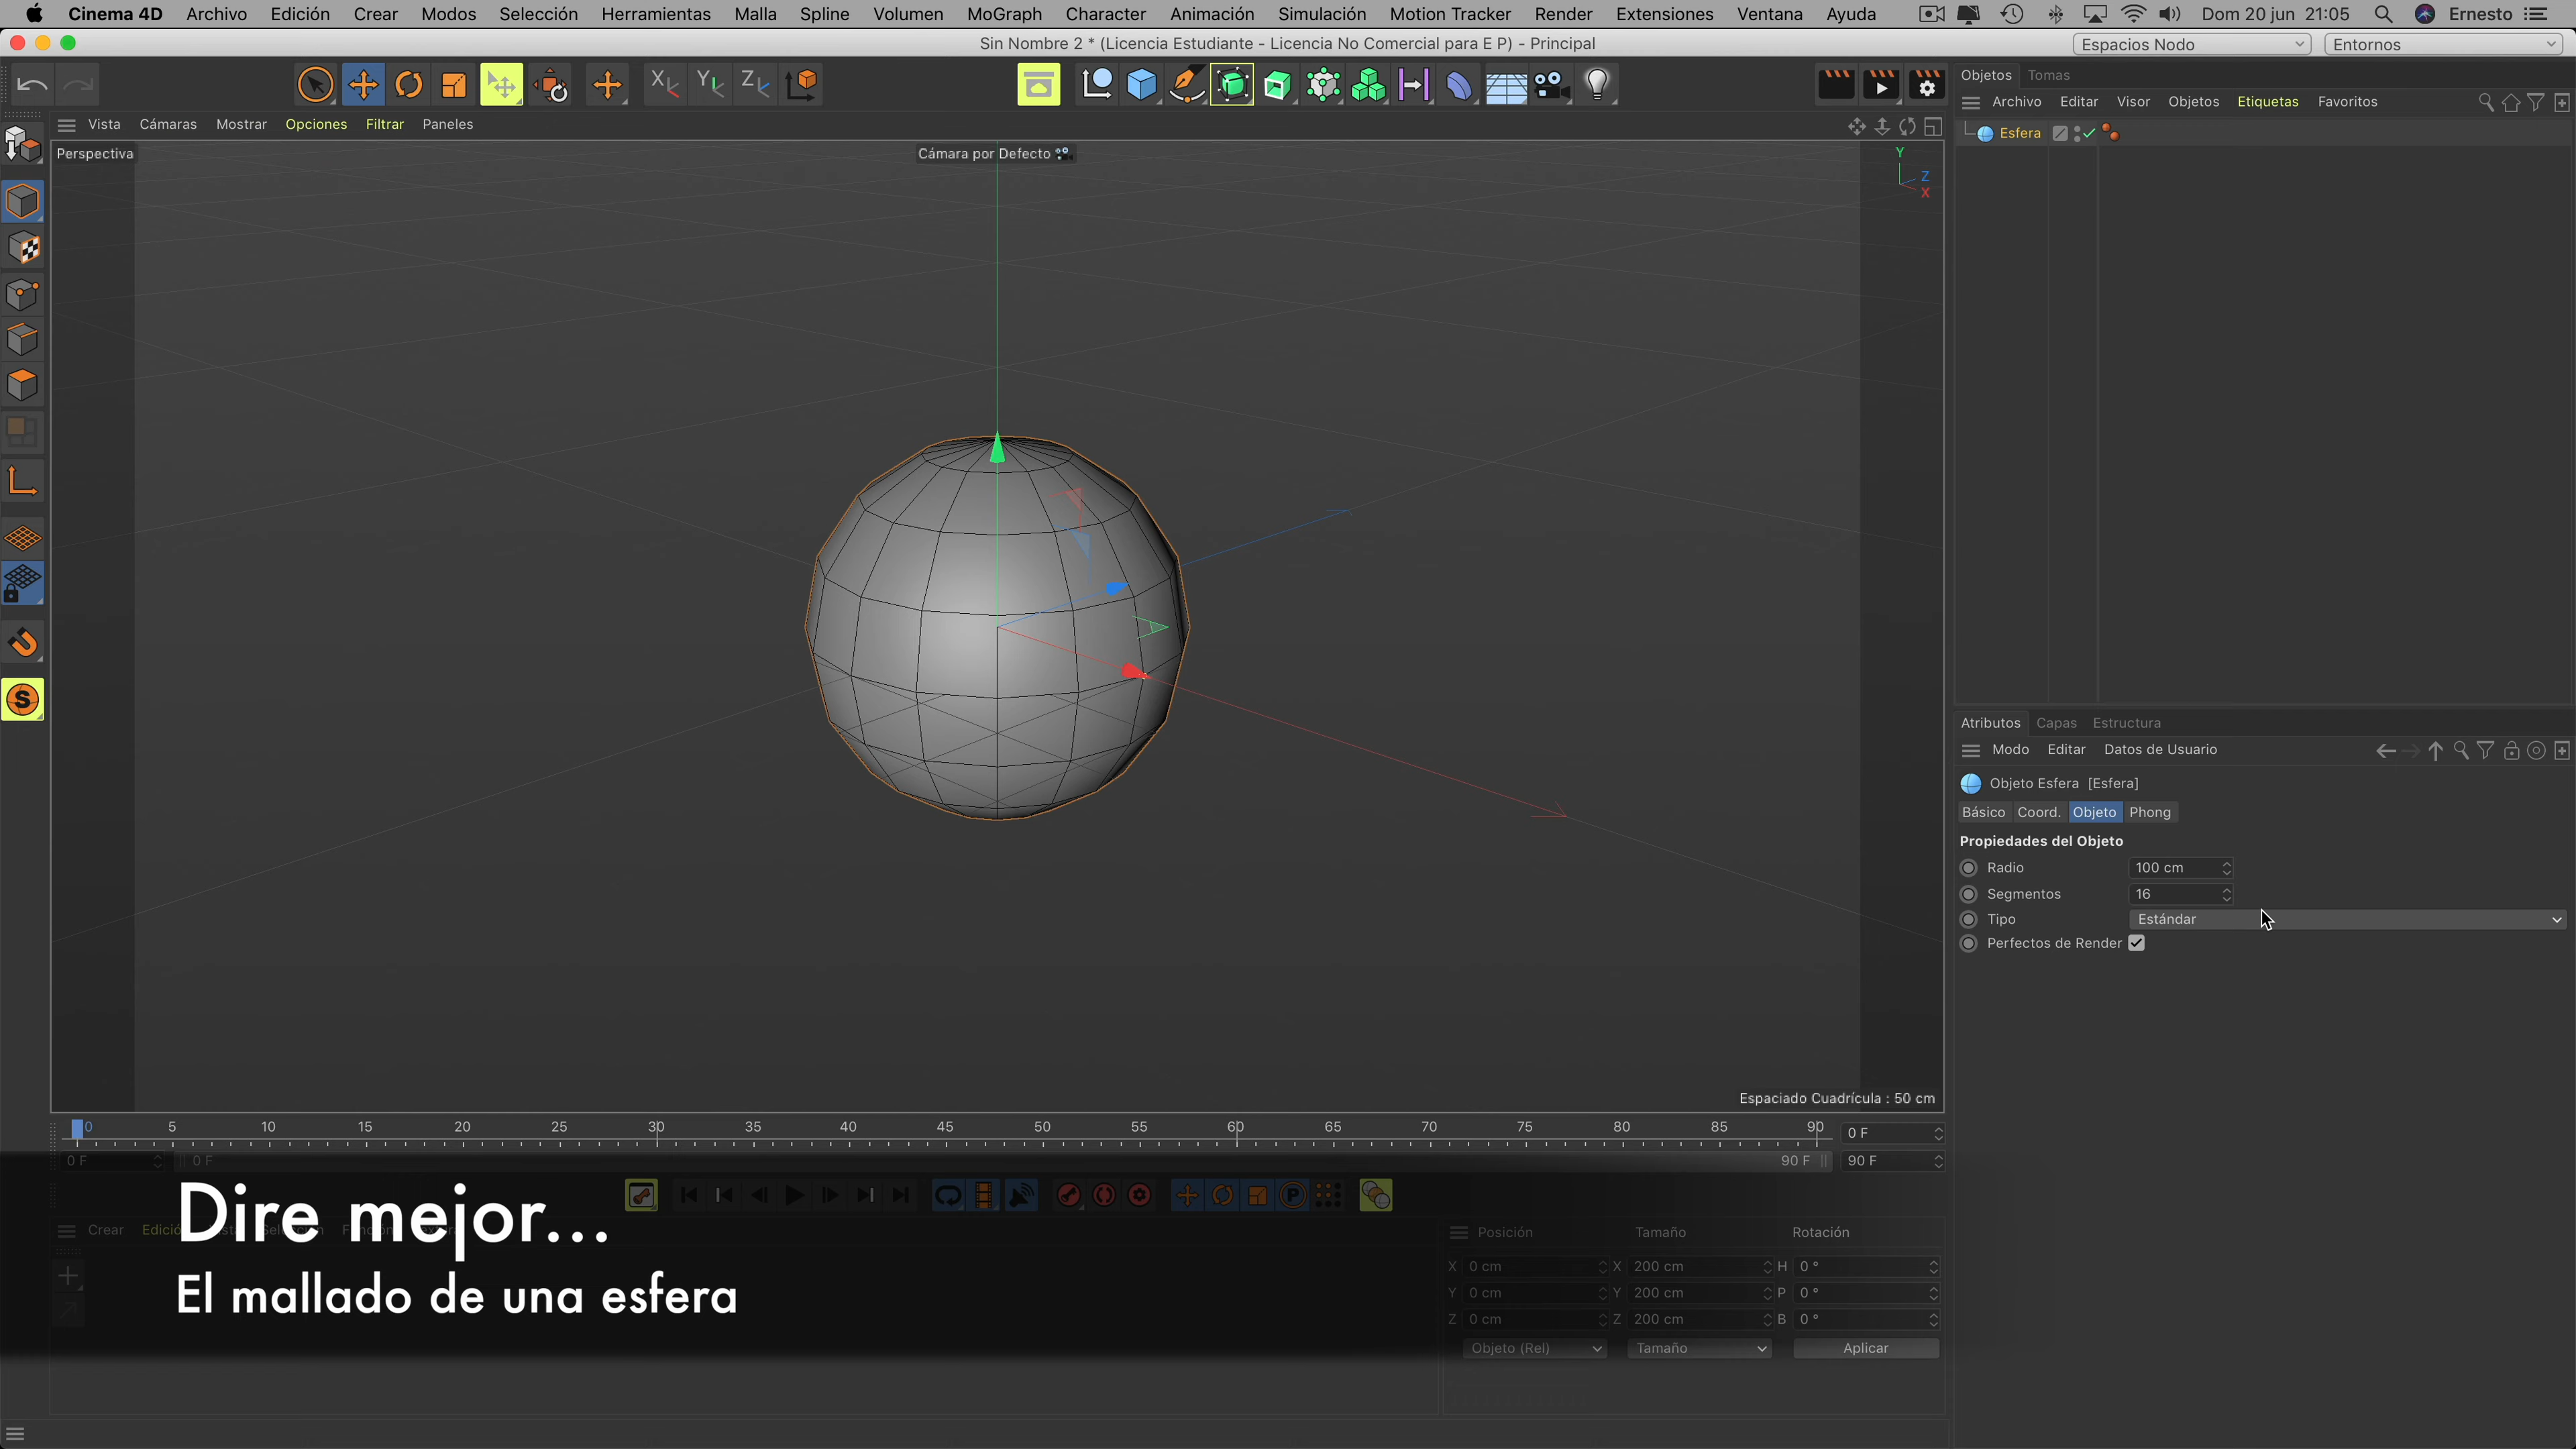 Cinema 4D Archivo Edición Crear Modos Selección Herramientas Malla Spline Volumen MoGraph Character Animación Simulación Motion Tracker Render Extensiones Ventana Ayuda Dom 20 jun 21:05 Ernesto
Sin Nombre 2 * (Licencia Estudiante - Licencia No Comercial para E P) - Principal
Espacios Nodo Entornos
X Y Z
Objetos Tomas
Archivo Editar Visor Objetos Etiquetas Favoritos
Esfera
Vista Cámaras Mostrar Opciones Filtrar Paneles
Perspectiva
Cámara por Defecto
Y
Z
X
S
Espaciado Cuadrícula : 50 cm
Atributos Capas Estructura
Modo Editar Datos de Usuario
Objeto Esfera [Esfera]
Básico Coord. Objeto Phong
Propiedades del Objeto
Radio 100 cm
Segmentos 16
Tipo Estándar
Perfectos de Render
0 5 10 15 20 25 30 35 40 45 50 55 60 65 70 75 80 85 90 0 F
0 F 0 F 90 F 90 F
P
Dire mejor...
El mallado de una esfera
Crear
Posición Tamaño Rotación
X 0 cm X 200 cm H 0 °
Y 0 cm Y 200 cm P 0 °
Z 0 cm Z 200 cm B 0 °
Objeto (Rel) Tamaño Aplicar